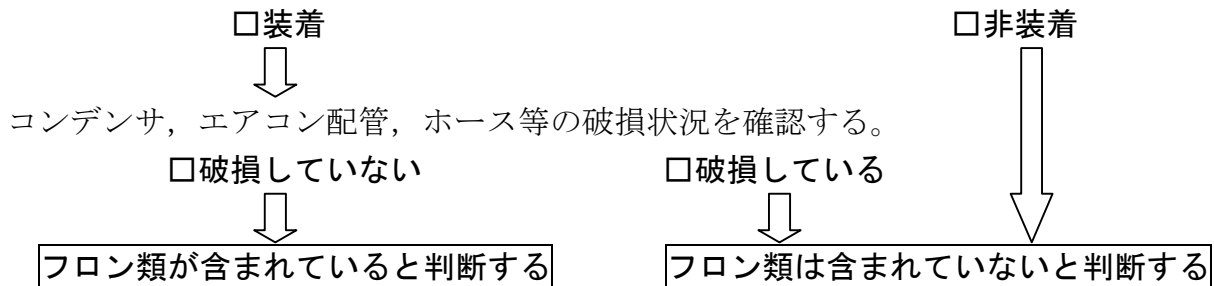 □装着 □非装着
コンデンサ，エアコン配管，ホース等の破損状況を確認する。
□破損していない □破損している
フロン類が含まれていると判断する フロン類は含まれていないと判断する